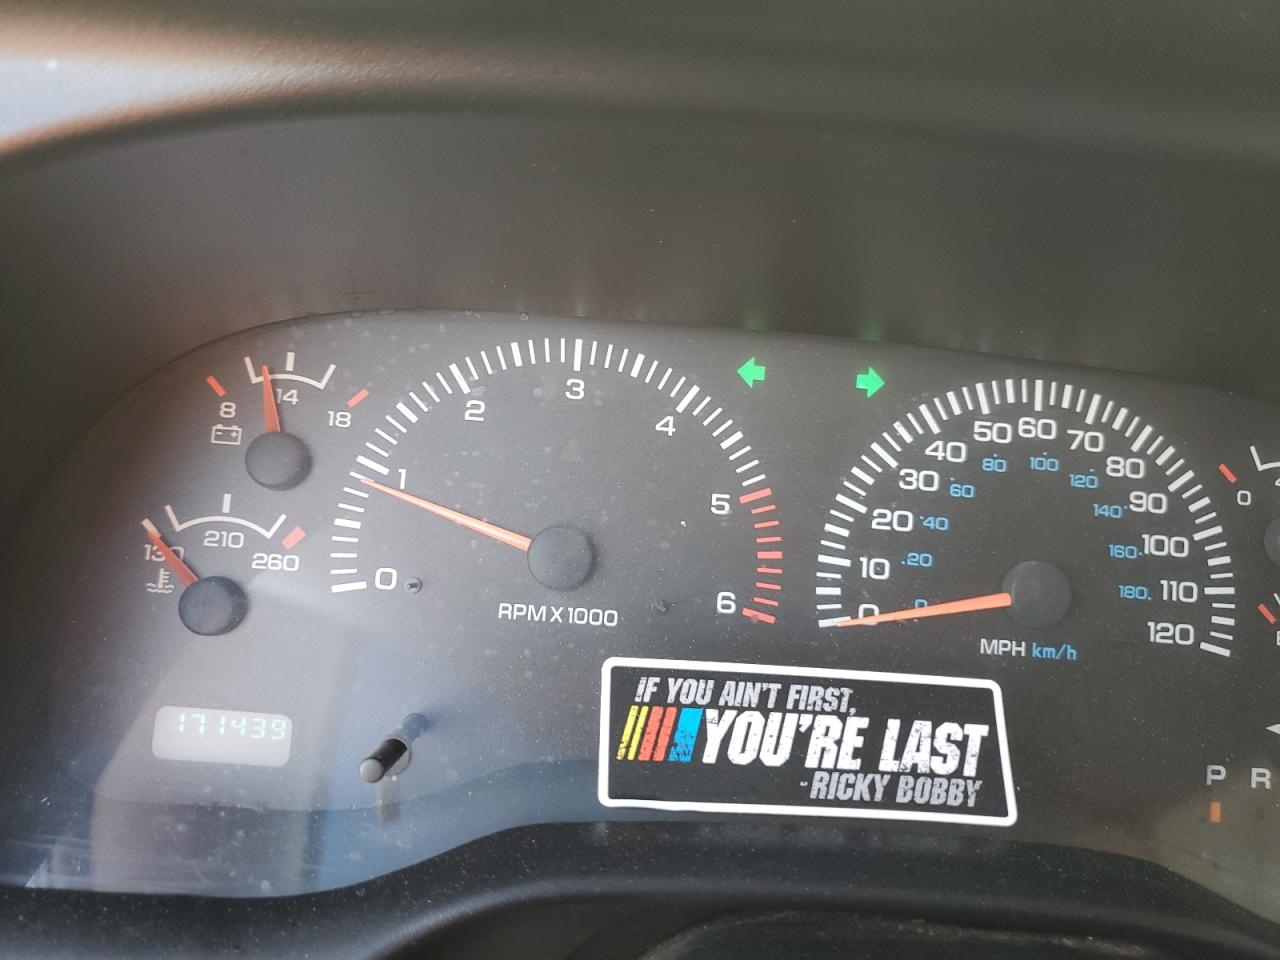 8 14 18
130 210 260
0 1 2 3 4 5 6
RPM X 1000
171439
0 10 20 30 40 50 60 70 80 90 100 110 120
0 20 40 60 80 100 120 140 160 180
MPH km/h
IF YOU AIN'T FIRST,
YOU'RE LAST
-RICKY BOBBY
0
P R